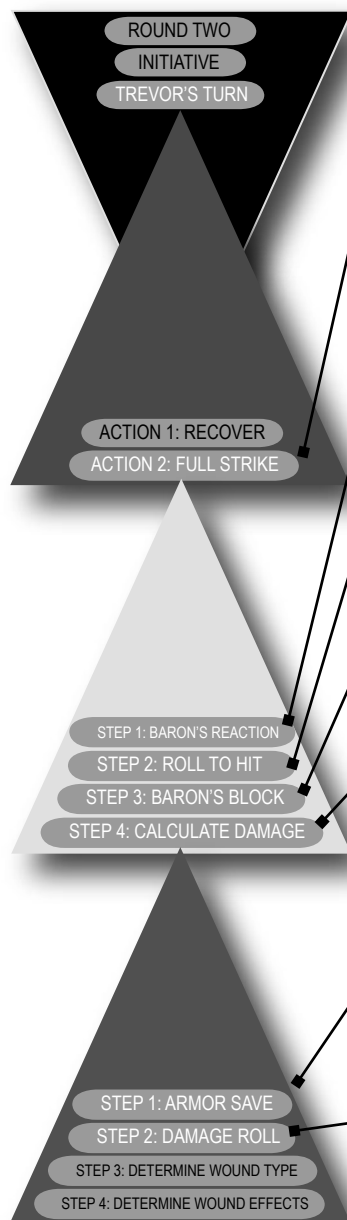 ROUND TWO
INITIATIVE
TREVOR'S TURN
ACTION 1: RECOVER
ACTION 2: FULL STRIKE
STEP 1: BARON'S REACTION
STEP 2: ROLL TO HIT
STEP 3: BARON'S BLOCK
STEP 4: CALCULATE DAMAGE
STEP 1: ARMOR SAVE
STEP 2: DAMAGE ROLL
STEP 3: DETERMINE WOUND TYPE
STEP 4: DETERMINE WOUND EFFECTS